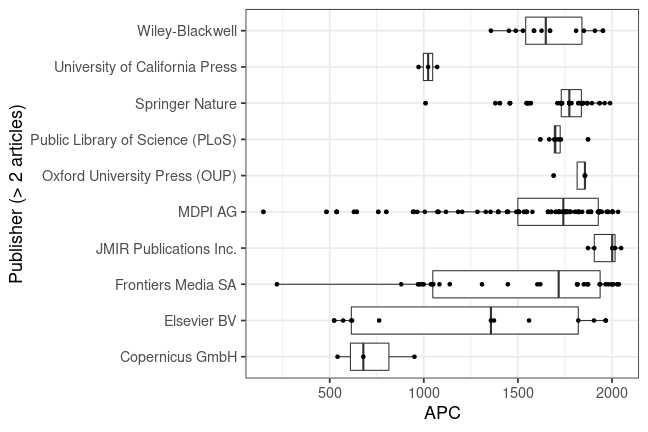 Publisher (> 2 articles)
Wiley-Blackwell
University of California Press
Springer Nature
Public Library of Science (PLoS)
Oxford University Press (OUP)
MDPI AG
JMIR Publications Inc.
Frontiers Media SA
Elsevier BV
Copernicus GmbH
500 1000 1500 2000
APC